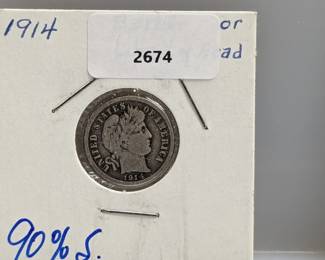 1914
or
2674
ad
UNITED STATES OF AMERICA
1914
90% S.